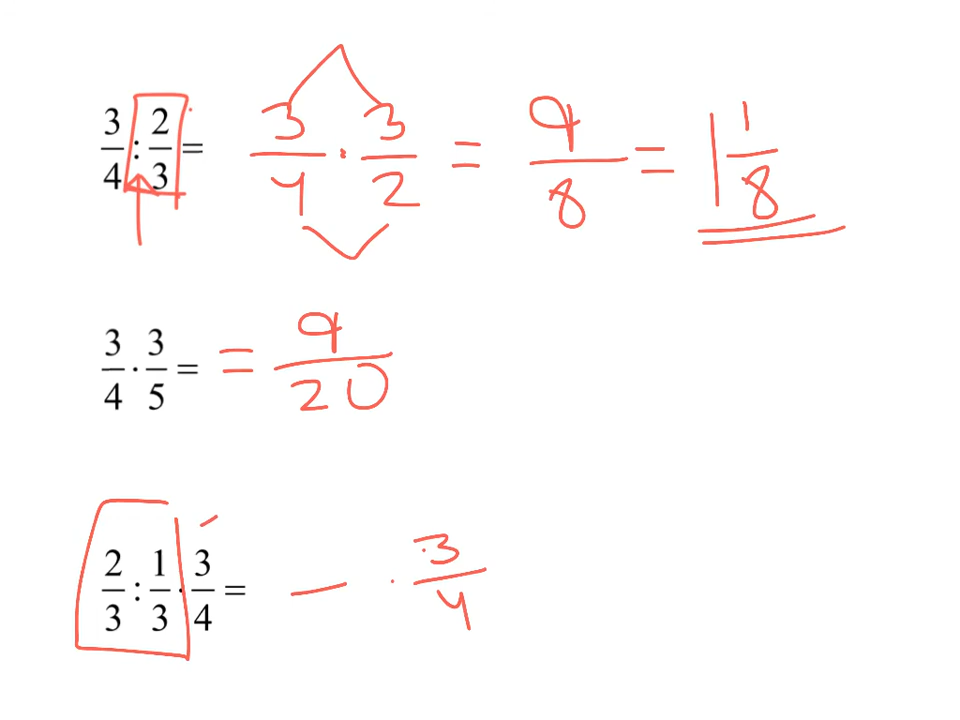 3/4 : 2/3 = 3/4 · 3/2 = 9/8 = 1 1/8
3/4 · 3/5 = = 9/20
2/3 : 1/3 · 3/4 = — · 3/4